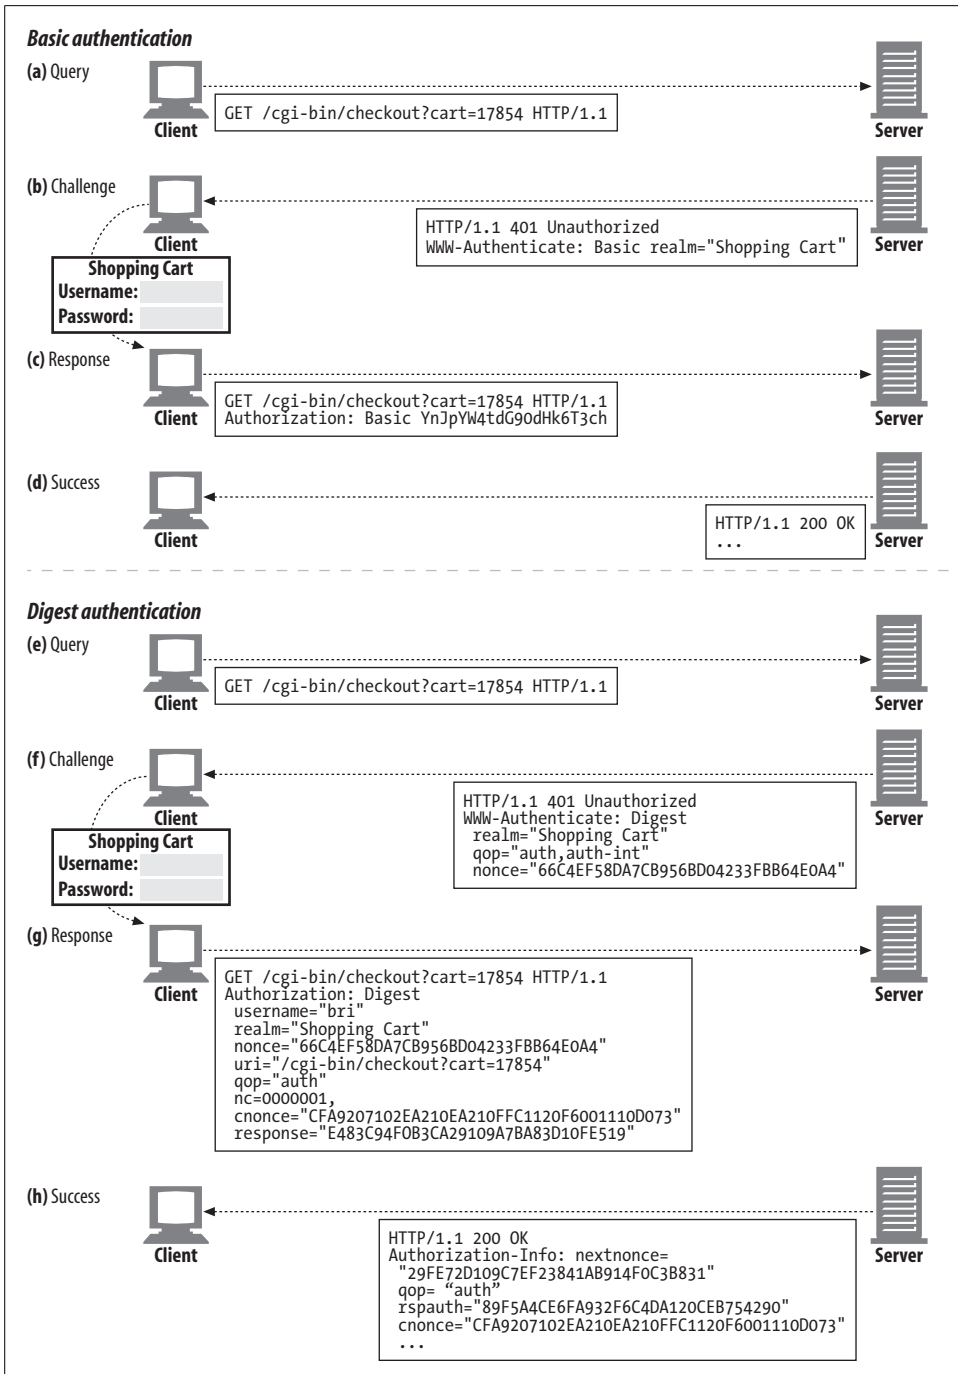 Basic authentication
(a) Query
GET /cgi-bin/checkout?cart=17854 HTTP/1.1
Client
Server
(b) Challenge
HTTP/1.1 401 Unauthorized
WWW-Authenticate: Basic realm="Shopping Cart"
Client
Server
Shopping Cart
Username:
Password:
(c) Response
GET /cgi-bin/checkout?cart=17854 HTTP/1.1
Authorization: Basic YnJpYW4tdG90dHk6T3ch
Client
Server
(d) Success
HTTP/1.1 200 OK
...
Client
Server
Digest authentication
(e) Query
GET /cgi-bin/checkout?cart=17854 HTTP/1.1
Client
Server
(f) Challenge
HTTP/1.1 401 Unauthorized
WWW-Authenticate: Digest
realm="Shopping Cart"
qop="auth,auth-int"
nonce="66C4EF58DA7CB956BD04233FBB64E0A4"
Client
Server
Shopping Cart
Username:
Password:
(g) Response
GET /cgi-bin/checkout?cart=17854 HTTP/1.1
Authorization: Digest
username="bri"
realm="Shopping Cart"
nonce="66C4EF58DA7CB956BD04233FBB64E0A4"
uri="/cgi-bin/checkout?cart=17854"
qop="auth"
nc=0000001,
cnonce="CFA9207102EA210EA210FFC1120F6001110D073"
response="E483C94F0B3CA29109A7BA83D10FE519"
Client
Server
(h) Success
HTTP/1.1 200 OK
Authorization-Info: nextnonce=
"29FE72D109C7EF23841AB914F0C3B831"
qop= “auth”
rspauth="89F5A4CE6FA932F6C4DA120CEB754290"
cnonce="CFA9207102EA210EA210FFC1120F6001110D073"
...
Client
Server